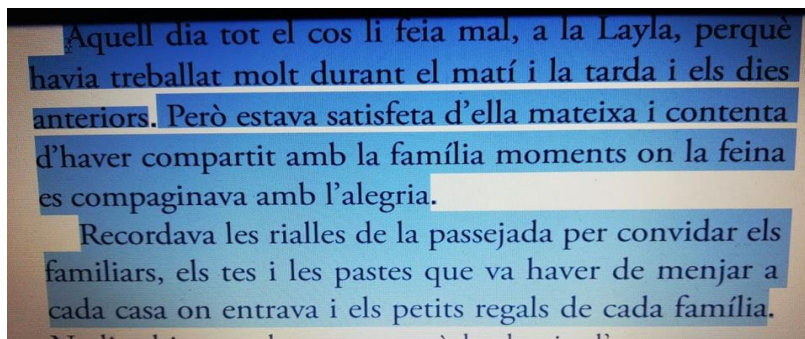 Aquell dia tot el cos li feia mal, a la Layla, perquè
havia treballat molt durant el matí i la tarda i els dies
anteriors. Però estava satisfeta d’ella mateixa i contenta
d’haver compartit amb la família moments on la feina
es compaginava amb l’alegria.
Recordava les rialles de la passejada per convidar els
familiars, els tes i les pastes que va haver de menjar a
cada casa on entrava i els petits regals de cada família.